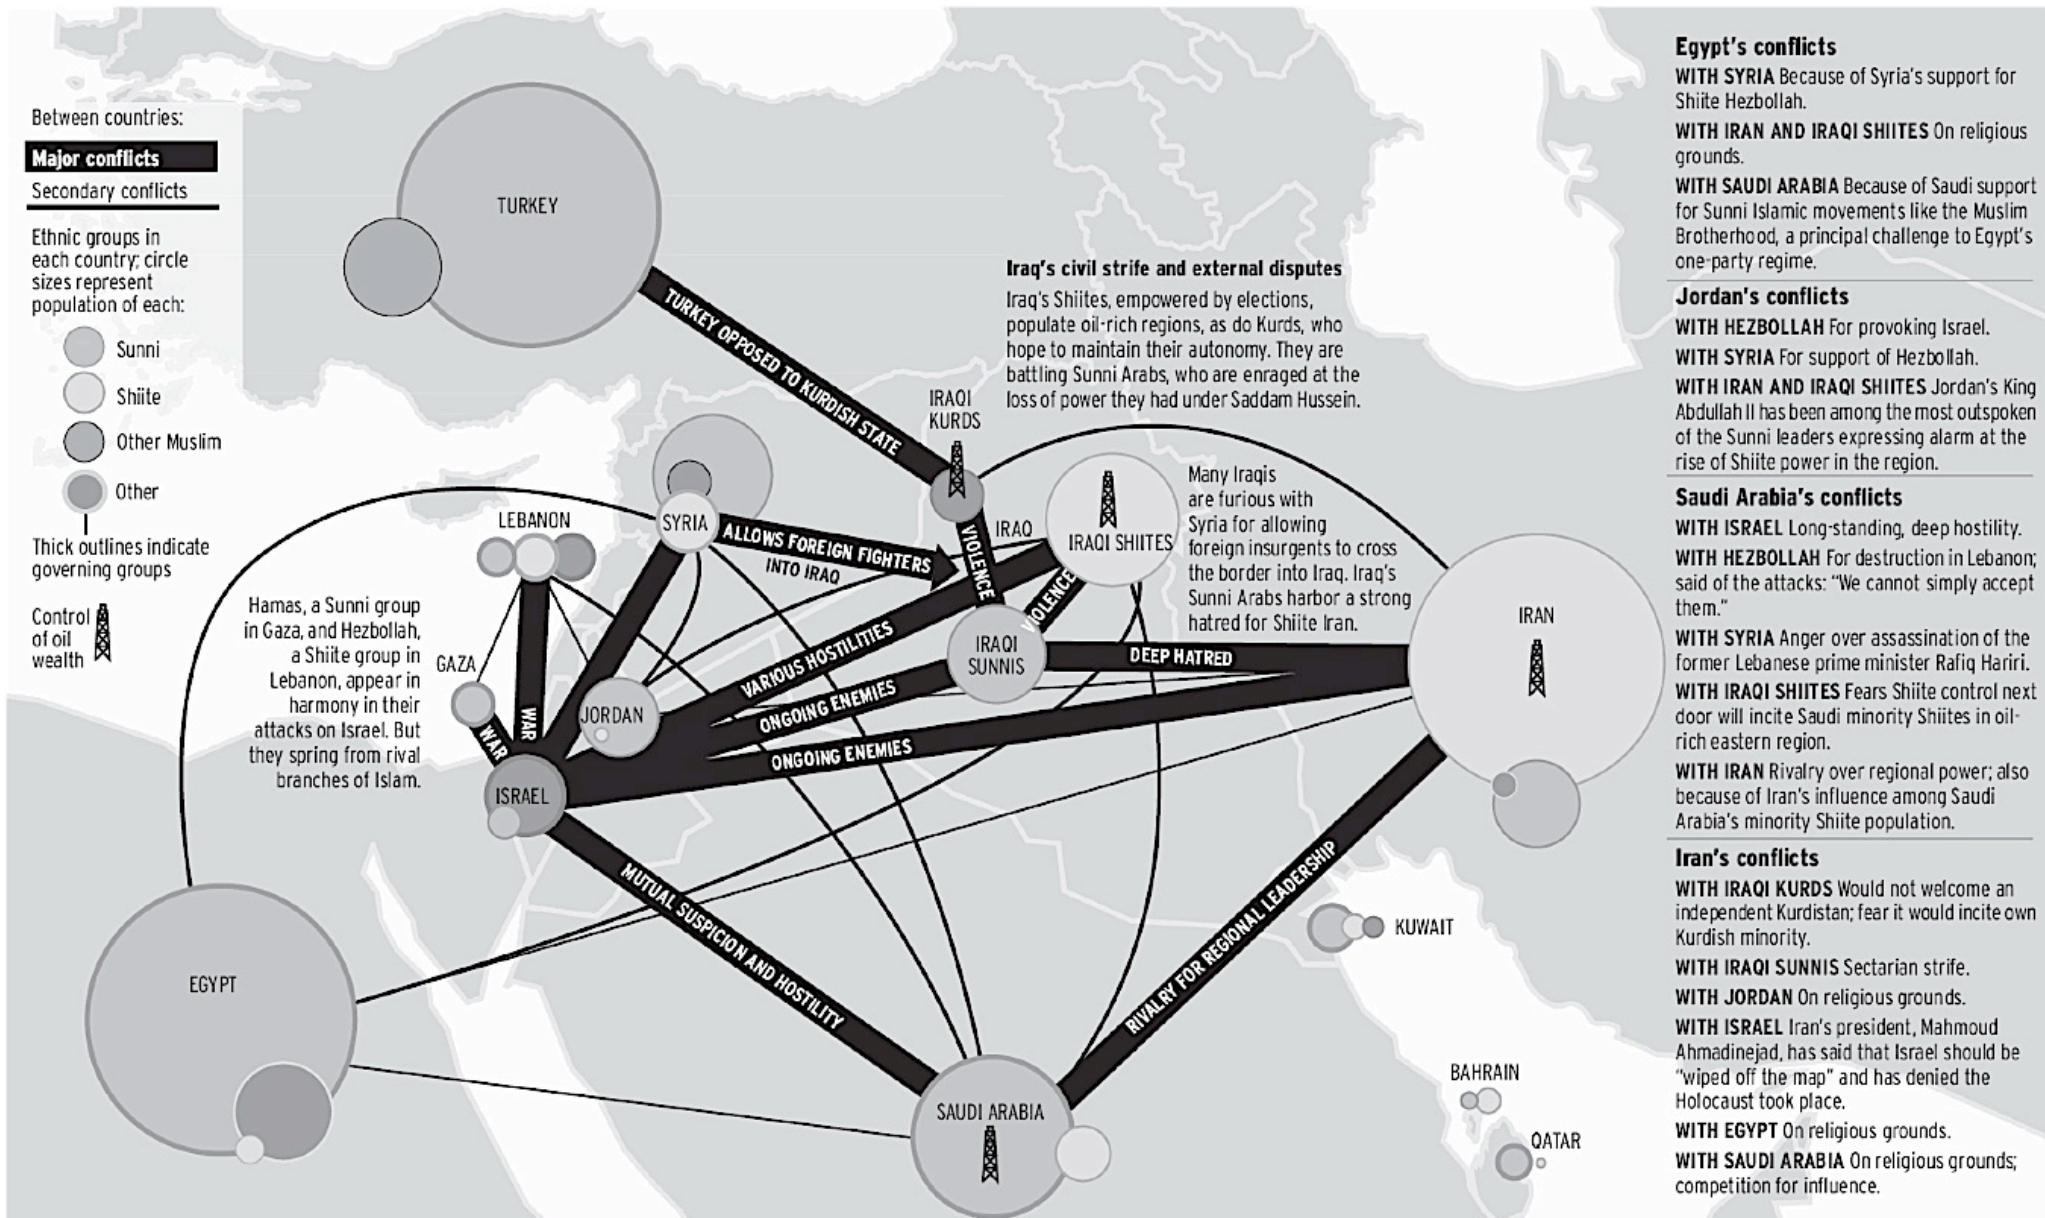 Between countries:
Major conflicts
Secondary conflicts
Ethnic groups in
each country; circle
sizes represent
population of each:
Sunni
Shiite
Other Muslim
Other
Thick outlines indicate
governing groups
Control
of oil
wealth
TURKEY
TURKEY OPPOSED TO KURDISH STATE
Iraq's civil strife and external disputes
Iraq's Shiites, empowered by elections,
populate oil-rich regions, as do Kurds, who
hope to maintain their autonomy. They are
battling Sunni Arabs, who are enraged at the
loss of power they had under Saddam Hussein.
IRAQI
KURDS
LEBANON
SYRIA
ALLOWS FOREIGN FIGHTERS
INTO IRAQ
VIOLENCE
IRAQ
IRAQI SHIITES
VIOLENCE
Many Iraqis
are furious with
Syria for allowing
foreign insurgents to cross
the border into Iraq. Iraq's
Sunni Arabs harbor a strong
hatred for Shiite Iran.
Hamas, a Sunni group
in Gaza, and Hezbollah,
a Shiite group in
Lebanon, appear in
harmony in their
attacks on Israel. But
they spring from rival
branches of Islam.
GAZA
WAR
WAR
JORDAN
ISRAEL
VARIOUS HOSTILITIES
ONGOING ENEMIES
ONGOING ENEMIES
IRAQI
SUNNIS
DEEP HATRED
IRAN
MUTUAL SUSPICION AND HOSTILITY
RIVALRY FOR REGIONAL LEADERSHIP
EGYPT
SAUDI ARABIA
KUWAIT
BAHRAIN
QATAR
Egypt's conflicts
WITH SYRIA Because of Syria's support for
Shiite Hezbollah.
WITH IRAN AND IRAQI SHIITES On religious
grounds.
WITH SAUDI ARABIA Because of Saudi support
for Sunni Islamic movements like the Muslim
Brotherhood, a principal challenge to Egypt's
one-party regime.
Jordan's conflicts
WITH HEZBOLLAH For provoking Israel.
WITH SYRIA For support of Hezbollah.
WITH IRAN AND IRAQI SHIITES Jordan's King
Abdullah II has been among the most outspoken
of the Sunni leaders expressing alarm at the
rise of Shiite power in the region.
Saudi Arabia's conflicts
WITH ISRAEL Long-standing, deep hostility.
WITH HEZBOLLAH For destruction in Lebanon;
said of the attacks: "We cannot simply accept
them."
WITH SYRIA Anger over assassination of the
former Lebanese prime minister Rafiq Hariri.
WITH IRAQI SHIITES Fears Shiite control next
door will incite Saudi minority Shiites in oil-
rich eastern region.
WITH IRAN Rivalry over regional power; also
because of Iran's influence among Saudi
Arabia's minority Shiite population.
Iran's conflicts
WITH IRAQI KURDS Would not welcome an
independent Kurdistan; fear it would incite own
Kurdish minority.
WITH IRAQI SUNNIS Sectarian strife.
WITH JORDAN On religious grounds.
WITH ISRAEL Iran's president, Mahmoud
Ahmadinejad, has said that Israel should be
"wiped off the map" and has denied the
Holocaust took place.
WITH EGYPT On religious grounds.
WITH SAUDI ARABIA On religious grounds;
competition for influence.